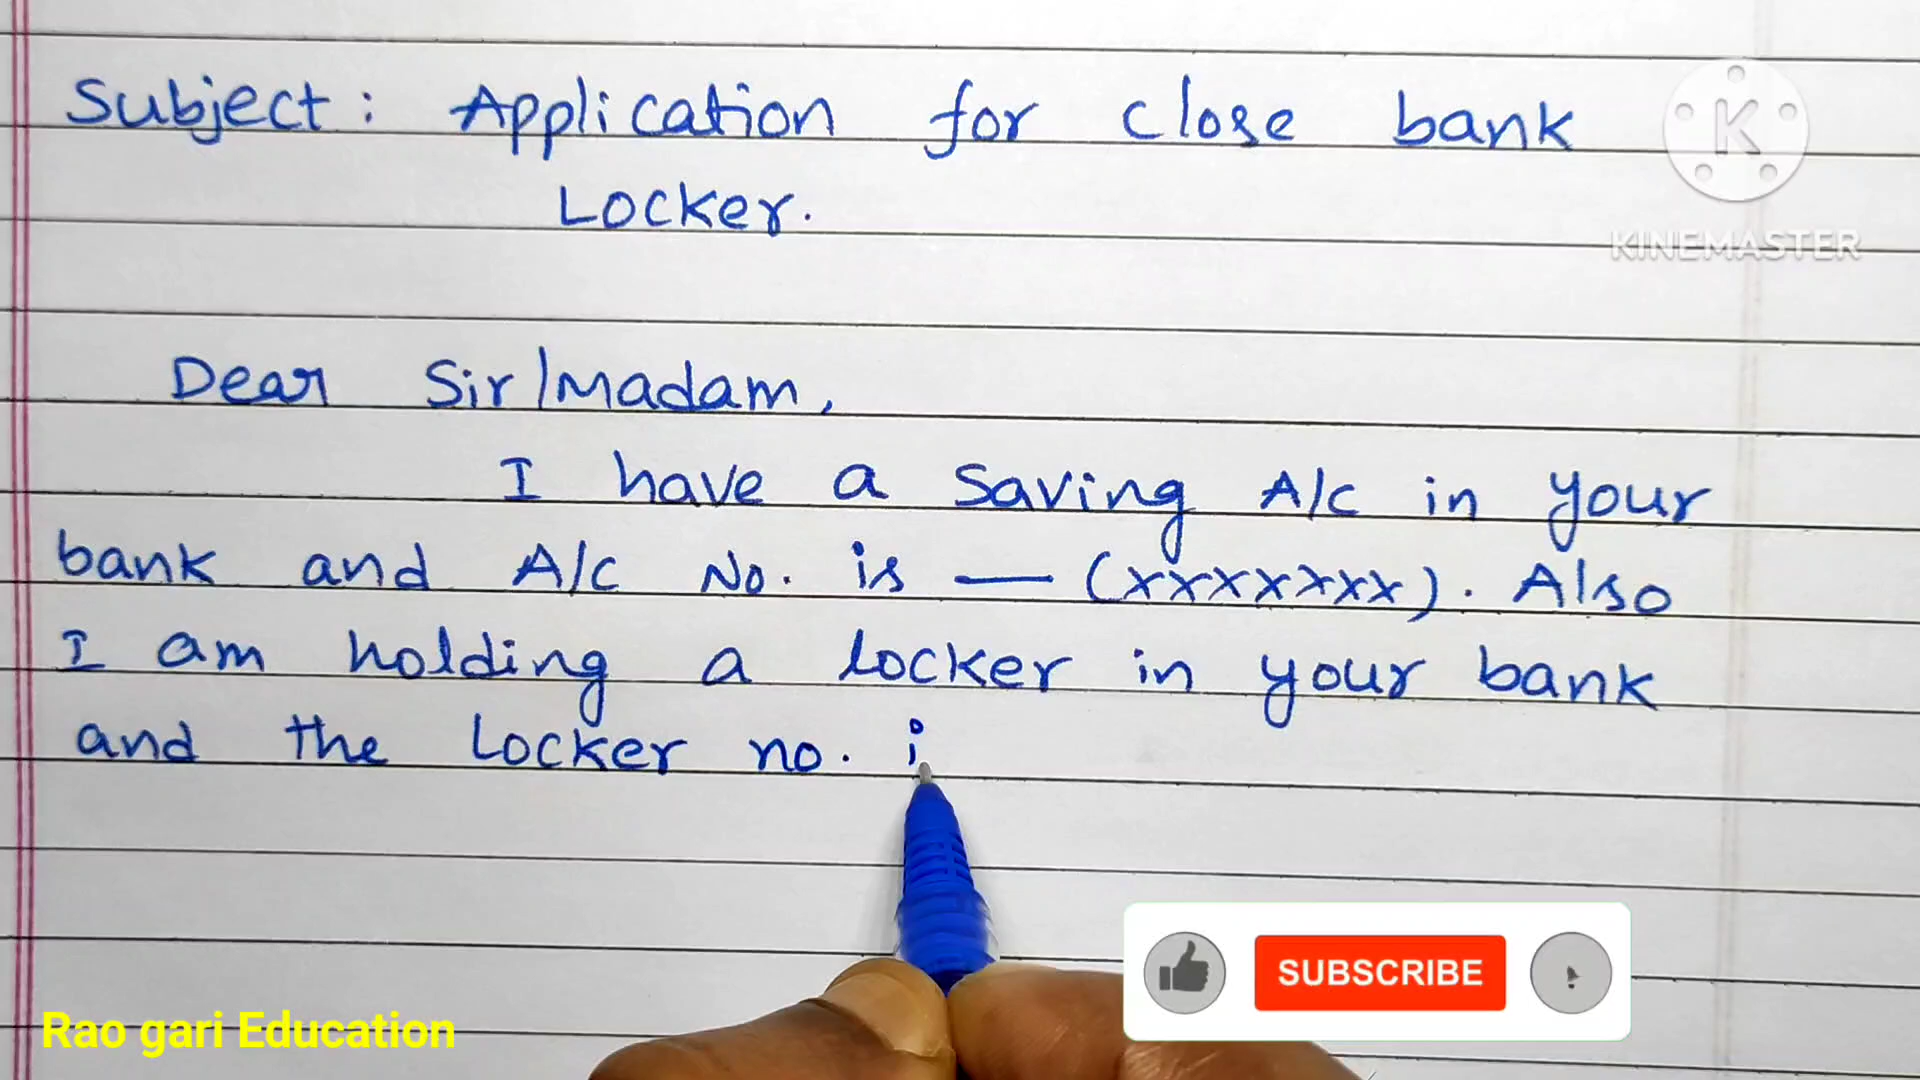 Subject: Application for close bank
Locker.
KINEMASTER
Dear Sir/Madam,
I have a saving A/c in your
bank and A/c No. is — (xxxxxxxx). Also
I am holding a locker in your bank
and the Locker no. i
SUBSCRIBE
Rao gari Education